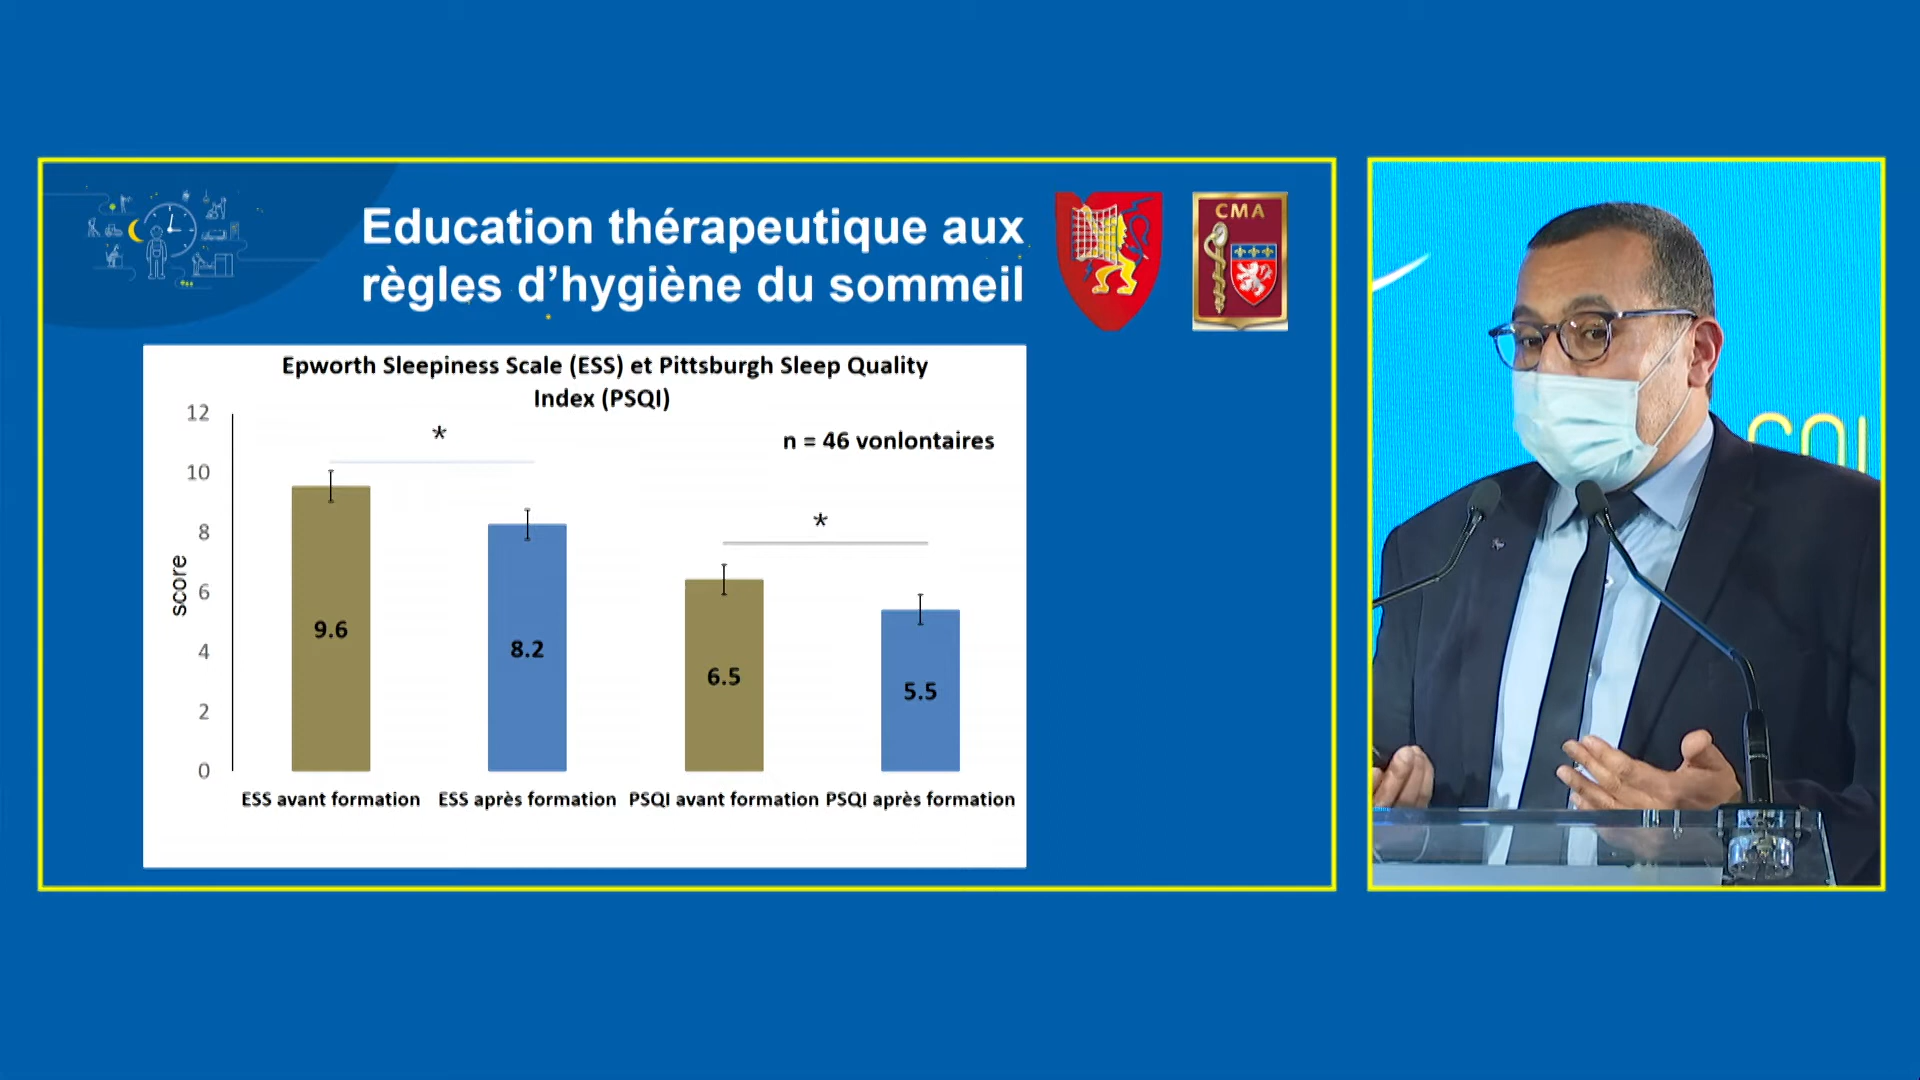 Education thérapeutique aux
règles d'hygiène du sommeil
CMA
Epworth Sleepiness Scale (ESS) et Pittsburgh Sleep Quality
Index (PSQI)
n = 46 vonlontaires
score
12
10
8
6
4
2
0
*
*
9.6
8.2
6.5
5.5
ESS avant formation
ESS après formation
PSQI avant formation
PSQI après formation